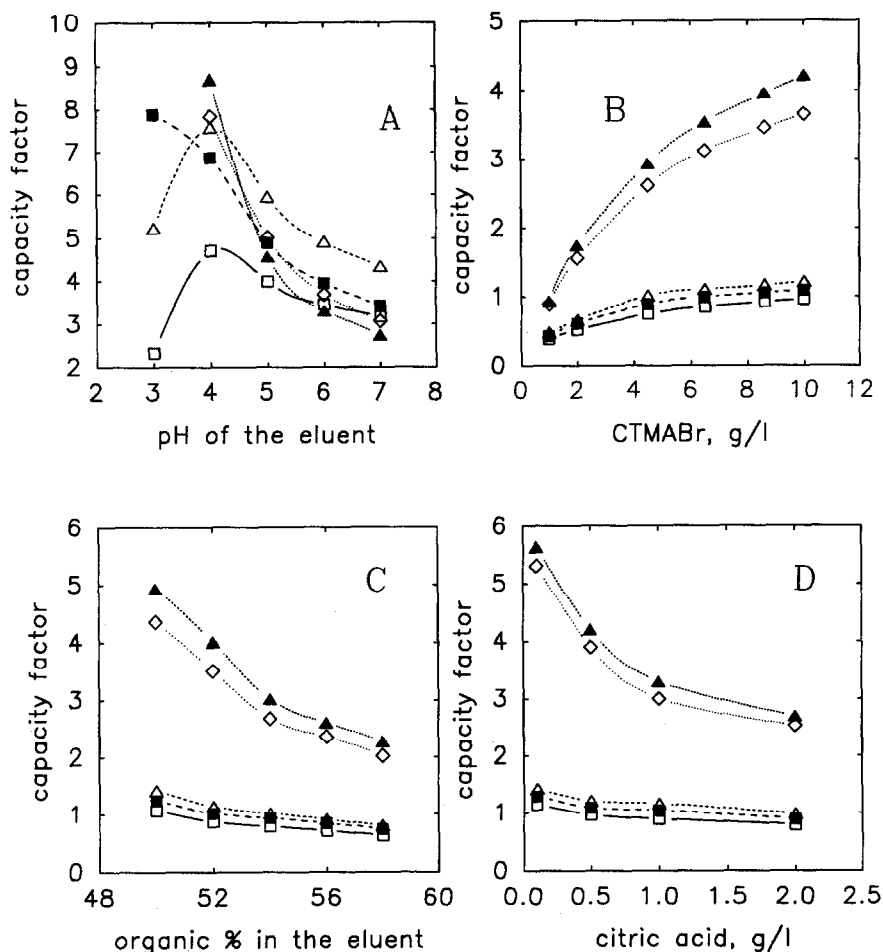 10
9
8
7
6
5
4
3
2
capacity factor
A
2 3 4 5 6 7 8
pH of the eluent
5
4
3
2
1
0
capacity factor
B
0 2 4 6 8 10 12
CTMABr, g/l
6
5
4
3
2
1
0
capacity factor
C
48 52 56 60
organic % in the eluent
6
5
4
3
2
1
0
capacity factor
D
0.0 0.5 1.0 1.5 2.0 2.5
citric acid, g/l